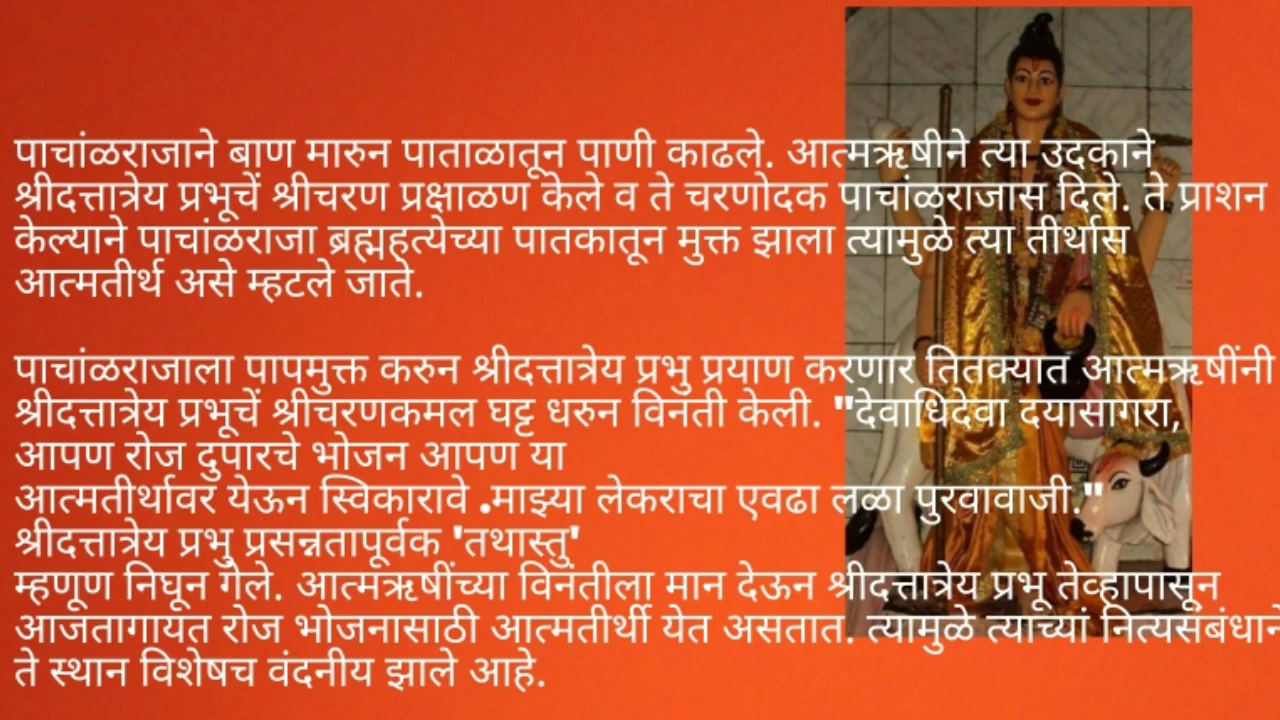 पाचांळराजाने बाण मारुन पाताळातून पाणी काढले. आत्मऋषीने त्या उदकाने
श्रीदत्तात्रेय प्रभूचें श्रीचरण प्रक्षाळण केले व ते चरणोदक पाचांळराजास दिले. ते प्राशन
केल्याने पाचांळराजा ब्रह्महत्येच्या पातकातून मुक्त झाला त्यामुळे त्या तीर्थास
आत्मतीर्थ असे म्हटले जाते.
पाचांळराजाला पापमुक्त करुन श्रीदत्तात्रेय प्रभु प्रयाण करणार तितक्यात आत्मऋषींनी
श्रीदत्तात्रेय प्रभूचें श्रीचरणकमल घट्ट धरुन विनंती केली. "देवाधिदेवा दयासागरा,
आपण रोज दुपारचे भोजन आपण या
आत्मतीर्थावर येऊन स्विकारावे .माझ्या लेकराचा एवढा लळा पुरवावाजी."
श्रीदत्तात्रेय प्रभु प्रसन्नतापूर्वक 'तथास्तु'
म्हणूण निघून गेले. आत्मऋषींच्या विनंतीला मान देऊन श्रीदत्तात्रेय प्रभू तेव्हापासून
आजतागायत रोज भोजनासाठी आत्मतीर्थी येत असतात. त्यामुळे त्याच्यां नित्यसंबंधाने
ते स्थान विशेषच वंदनीय झाले आहे.